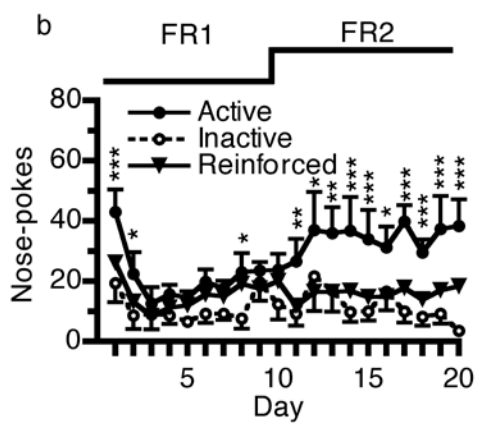 b
FR1
FR2
80
60
40
20
0
Nose-pokes
Active
Inactive
Reinforced
***
*
*
**
*
**
***
***
*
***
***
***
***
5
10
15
20
Day